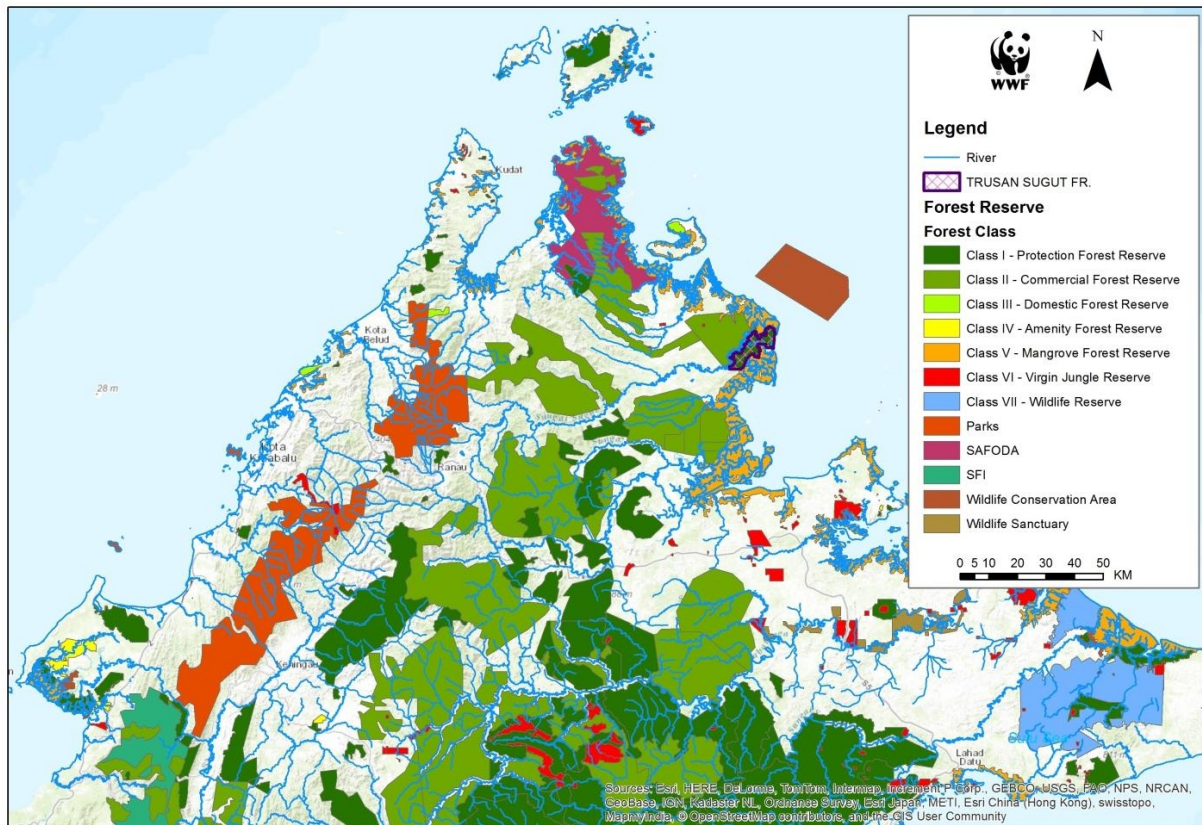 WWF
N
Legend
River
TRUSAN SUGUT FR.
Forest Reserve
Forest Class
Class I - Protection Forest Reserve
Class II - Commercial Forest Reserve
Class III - Domestic Forest Reserve
Class IV - Amenity Forest Reserve
Class V - Mangrove Forest Reserve
Class VI - Virgin Jungle Reserve
Class VII - Wildlife Reserve
Parks
SAFODA
SFI
Wildlife Conservation Area
Wildlife Sanctuary
0 5 10 20 30 40 50
KM
Kudat
Kota
Belud
28 m
Kota
Kinabalu
Ranau
Keningau
Lahad
Datu
Sources: Esri, HERE, DeLorme, TomTom, Intermap, increment P Corp., GEBCO, USGS, FAO, NPS, NRCAN,
GeoBase, IGN, Kadaster NL, Ordnance Survey, Esri Japan, METI, Esri China (Hong Kong), swisstopo,
MapmyIndia, © OpenStreetMap contributors, and the GIS User Community